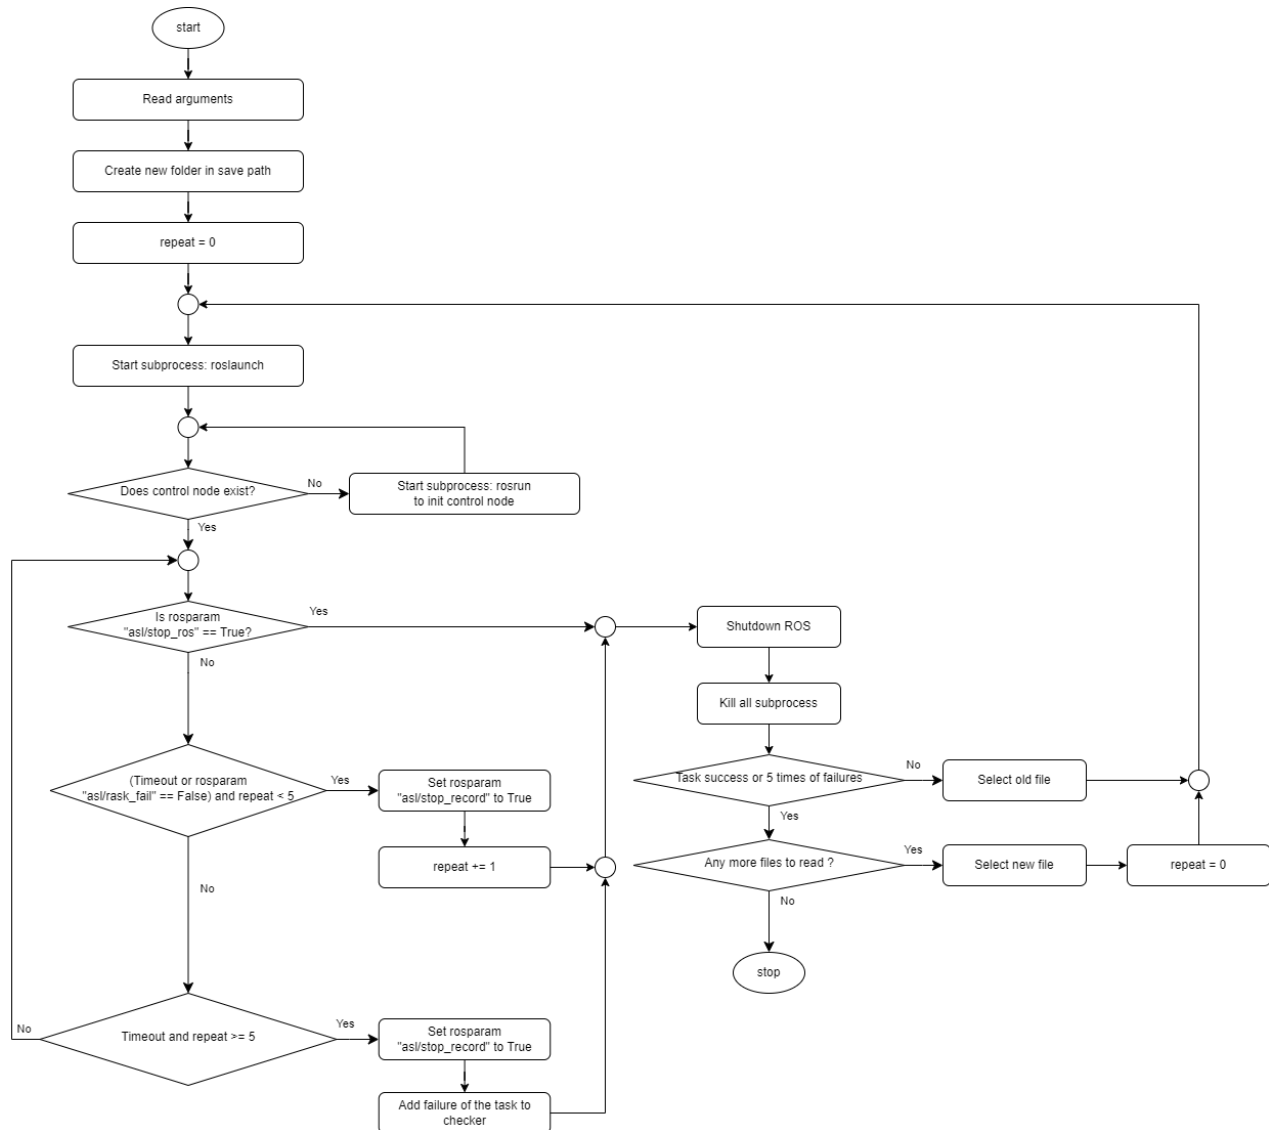 start
Read arguments
Create new folder in save path
repeat = 0
Start subprocess: roslaunch
Does control node exist?
No
Start subprocess: rosrun
to init control node
Yes
Is rosparam
"asl/stop_ros" == True?
Yes
No
Shutdown ROS
Kill all subprocess
Task success or 5 times of failures
No
Select old file
Yes
(Timeout or rosparam
"asl/rask_fail" == False) and repeat < 5
Yes
Set rosparam
"asl/stop_record" to True
repeat += 1
No
Any more files to read ?
Yes
Select new file
repeat = 0
No
stop
Timeout and repeat >= 5
No
Yes
Set rosparam
"asl/stop_record" to True
Add failure of the task to
checker